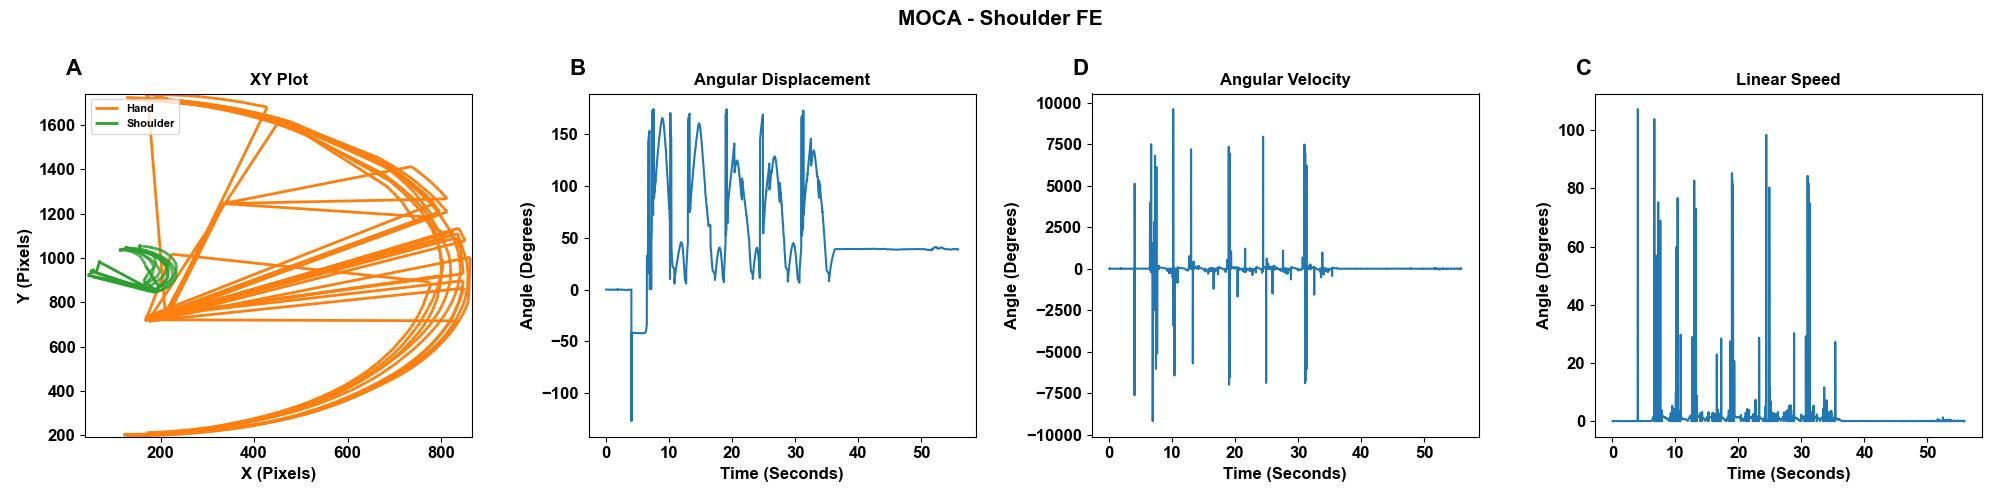 MOCA - Shoulder FE
A
XY Plot
Hand
Shoulder
1600
1400
1200
1000
800
600
400
200
Y (Pixels)
200
400
600
800
X (Pixels)
B
Angular Displacement
150
100
50
0
−50
−100
Angle (Degrees)
0
10
20
30
40
50
Time (Seconds)
D
Angular Velocity
10000
7500
5000
2500
0
−2500
−5000
−7500
−10000
Angle (Degrees)
0
10
20
30
40
50
Time (Seconds)
C
Linear Speed
100
80
60
40
20
0
Angle (Degrees)
0
10
20
30
40
50
Time (Seconds)